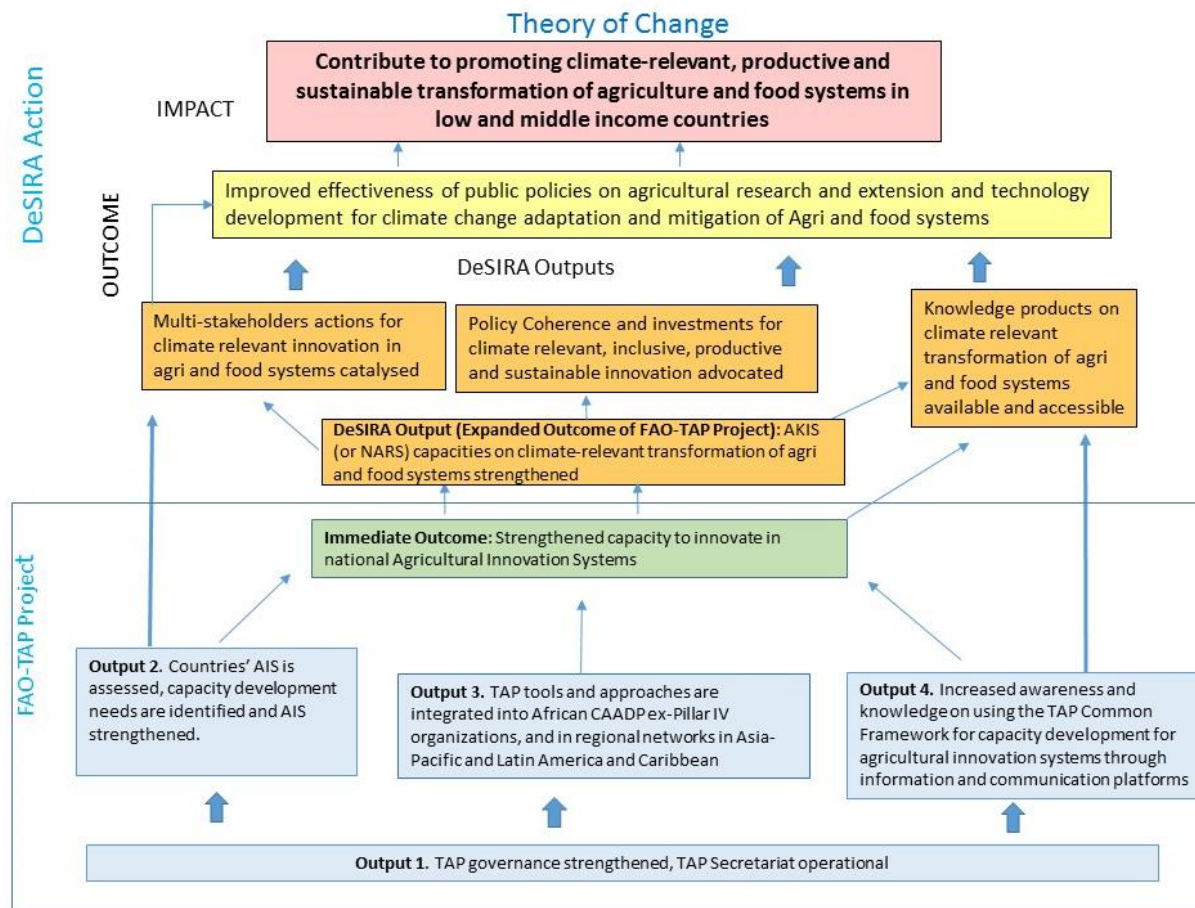 Theory of Change
DeSIRA Action
IMPACT
Contribute to promoting climate-relevant, productive and
sustainable transformation of agriculture and food systems in
low and middle income countries
OUTCOME
Improved effectiveness of public policies on agricultural research and extension and technology
development for climate change adaptation and mitigation of Agri and food systems
DeSIRA Outputs
Multi-stakeholders actions for
climate relevant innovation in
agri and food systems catalysed
Policy Coherence and investments for
climate relevant, inclusive, productive
and sustainable innovation advocated
Knowledge products on
climate relevant
transformation of agri
and food systems
available and accessible
DeSIRA Output (Expanded Outcome of FAO-TAP Project): AKIS
(or NARS) capacities on climate-relevant transformation of agri
and food systems strengthened
FAO-TAP Project
Immediate Outcome: Strengthened capacity to innovate in
national Agricultural Innovation Systems
Output 2. Countries’ AIS is
assessed, capacity development
needs are identified and AIS
strengthened.
Output 3. TAP tools and approaches are
integrated into African CAADP ex-Pillar IV
organizations, and in regional networks in Asia-
Pacific and Latin America and Caribbean
Output 4. Increased awareness and
knowledge on using the TAP Common
Framework for capacity development for
agricultural innovation systems through
information and communication platforms
Output 1. TAP governance strengthened, TAP Secretariat operational